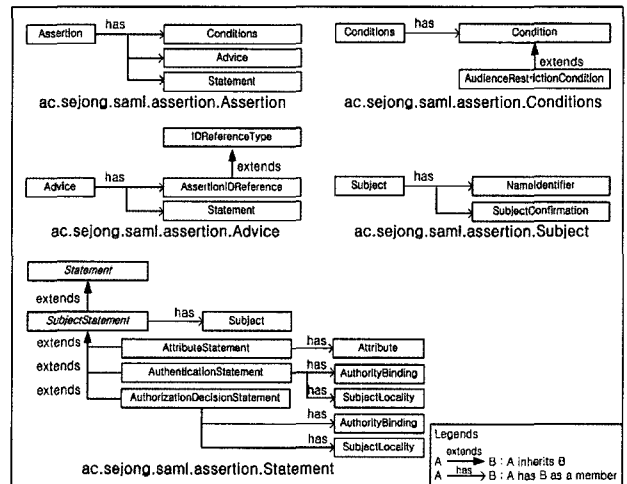 Assertion has Conditions
Advice
Statement
ac.sejong.saml.assertion.Assertion
Conditions has Condition
extends
AudienceRestrictionCondition
ac.sejong.saml.assertion.Conditions
IDReferenceType
extends
Advice has AssertionIDReference
Statement
ac.sejong.saml.assertion.Advice
Subject has NameIdentifier
SubjectConfirmation
ac.sejong.saml.assertion.Subject
Statement
extends
SubjectStatement has Subject
extends AttributeStatement has Attribute
extends AuthenticationStatement has AuthorityBinding
extends AuthorizationDecisionStatement has SubjectLocality
has AuthorityBinding
has SubjectLocality
ac.sejong.saml.assertion.Statement
Legends
A extends B : A inherits B
A has B : A has B as a member